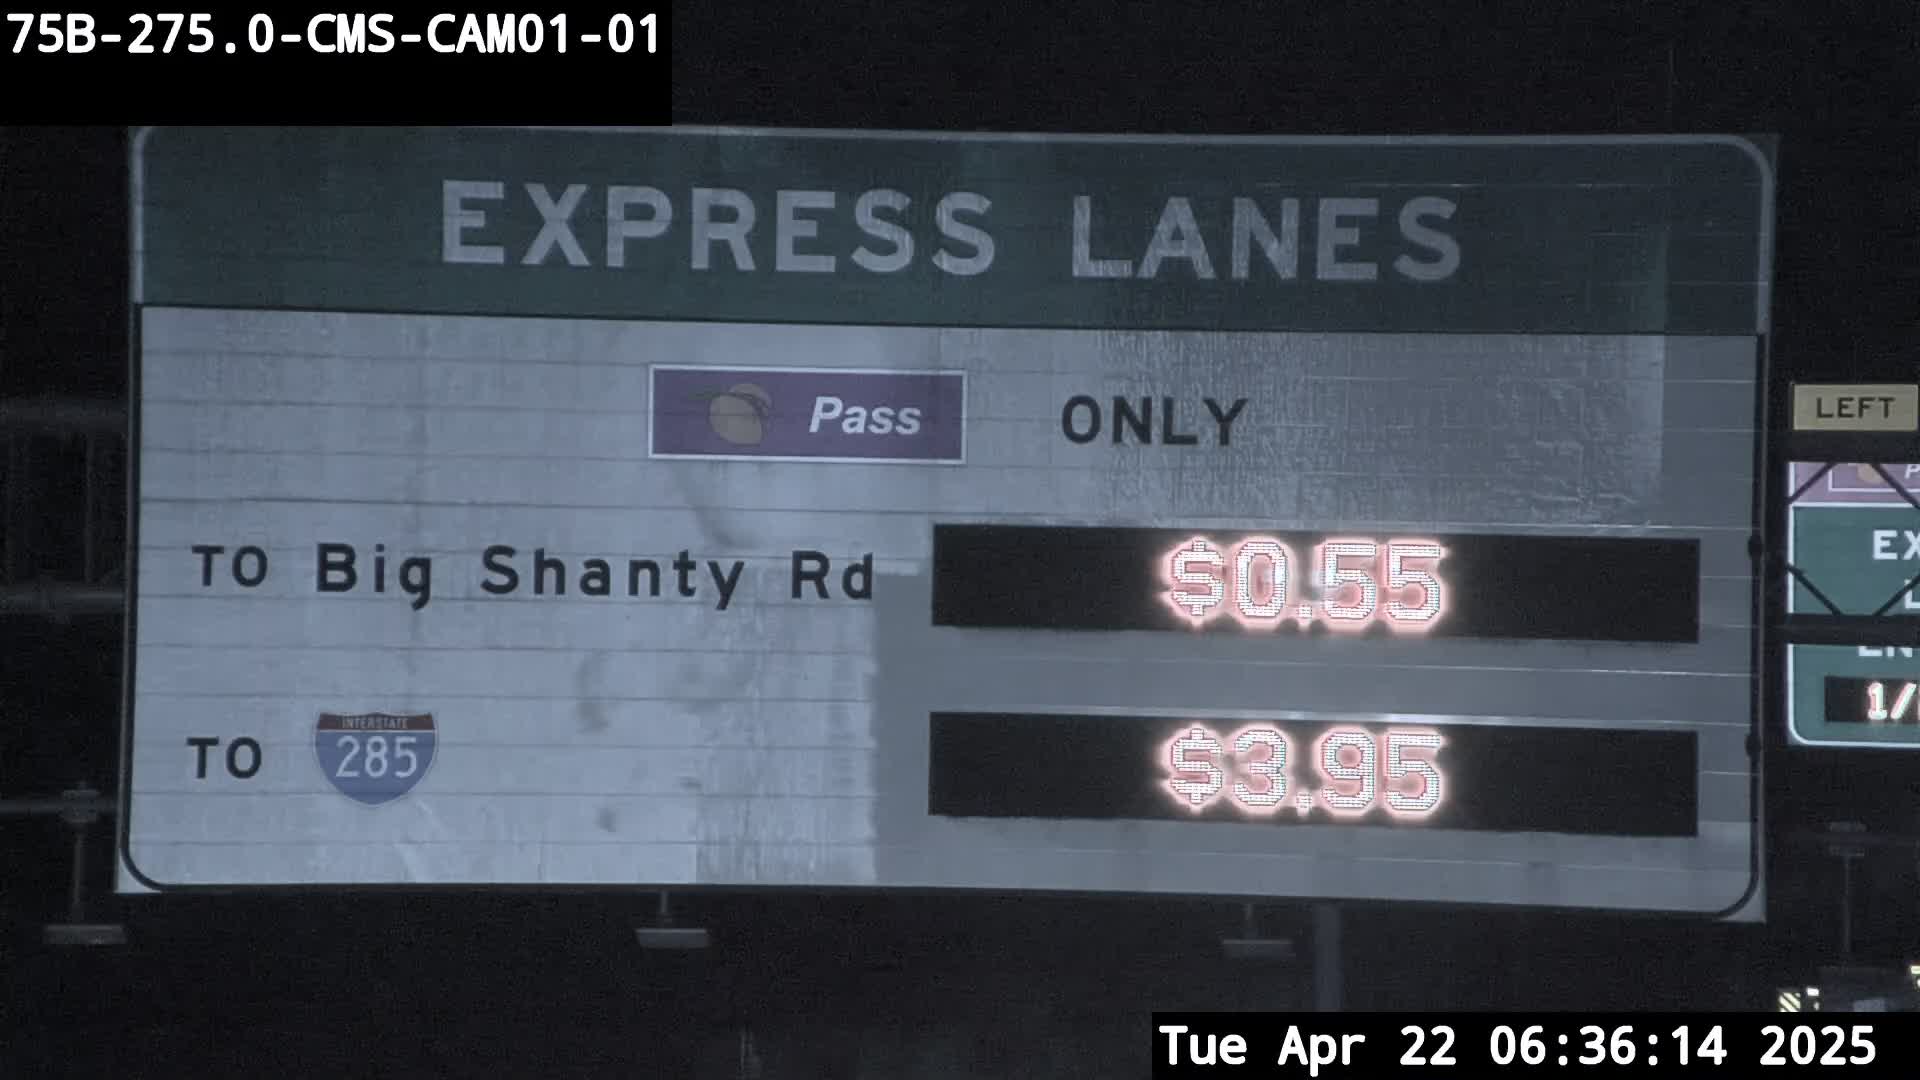 75B-275.0-CMS-CAM01-01
EXPRESS LANES
Pass ONLY
TO Big Shanty Rd $0.55
TO INTERSTATE 285 $3.95
LEFT
Tue Apr 22 06:36:14 2025